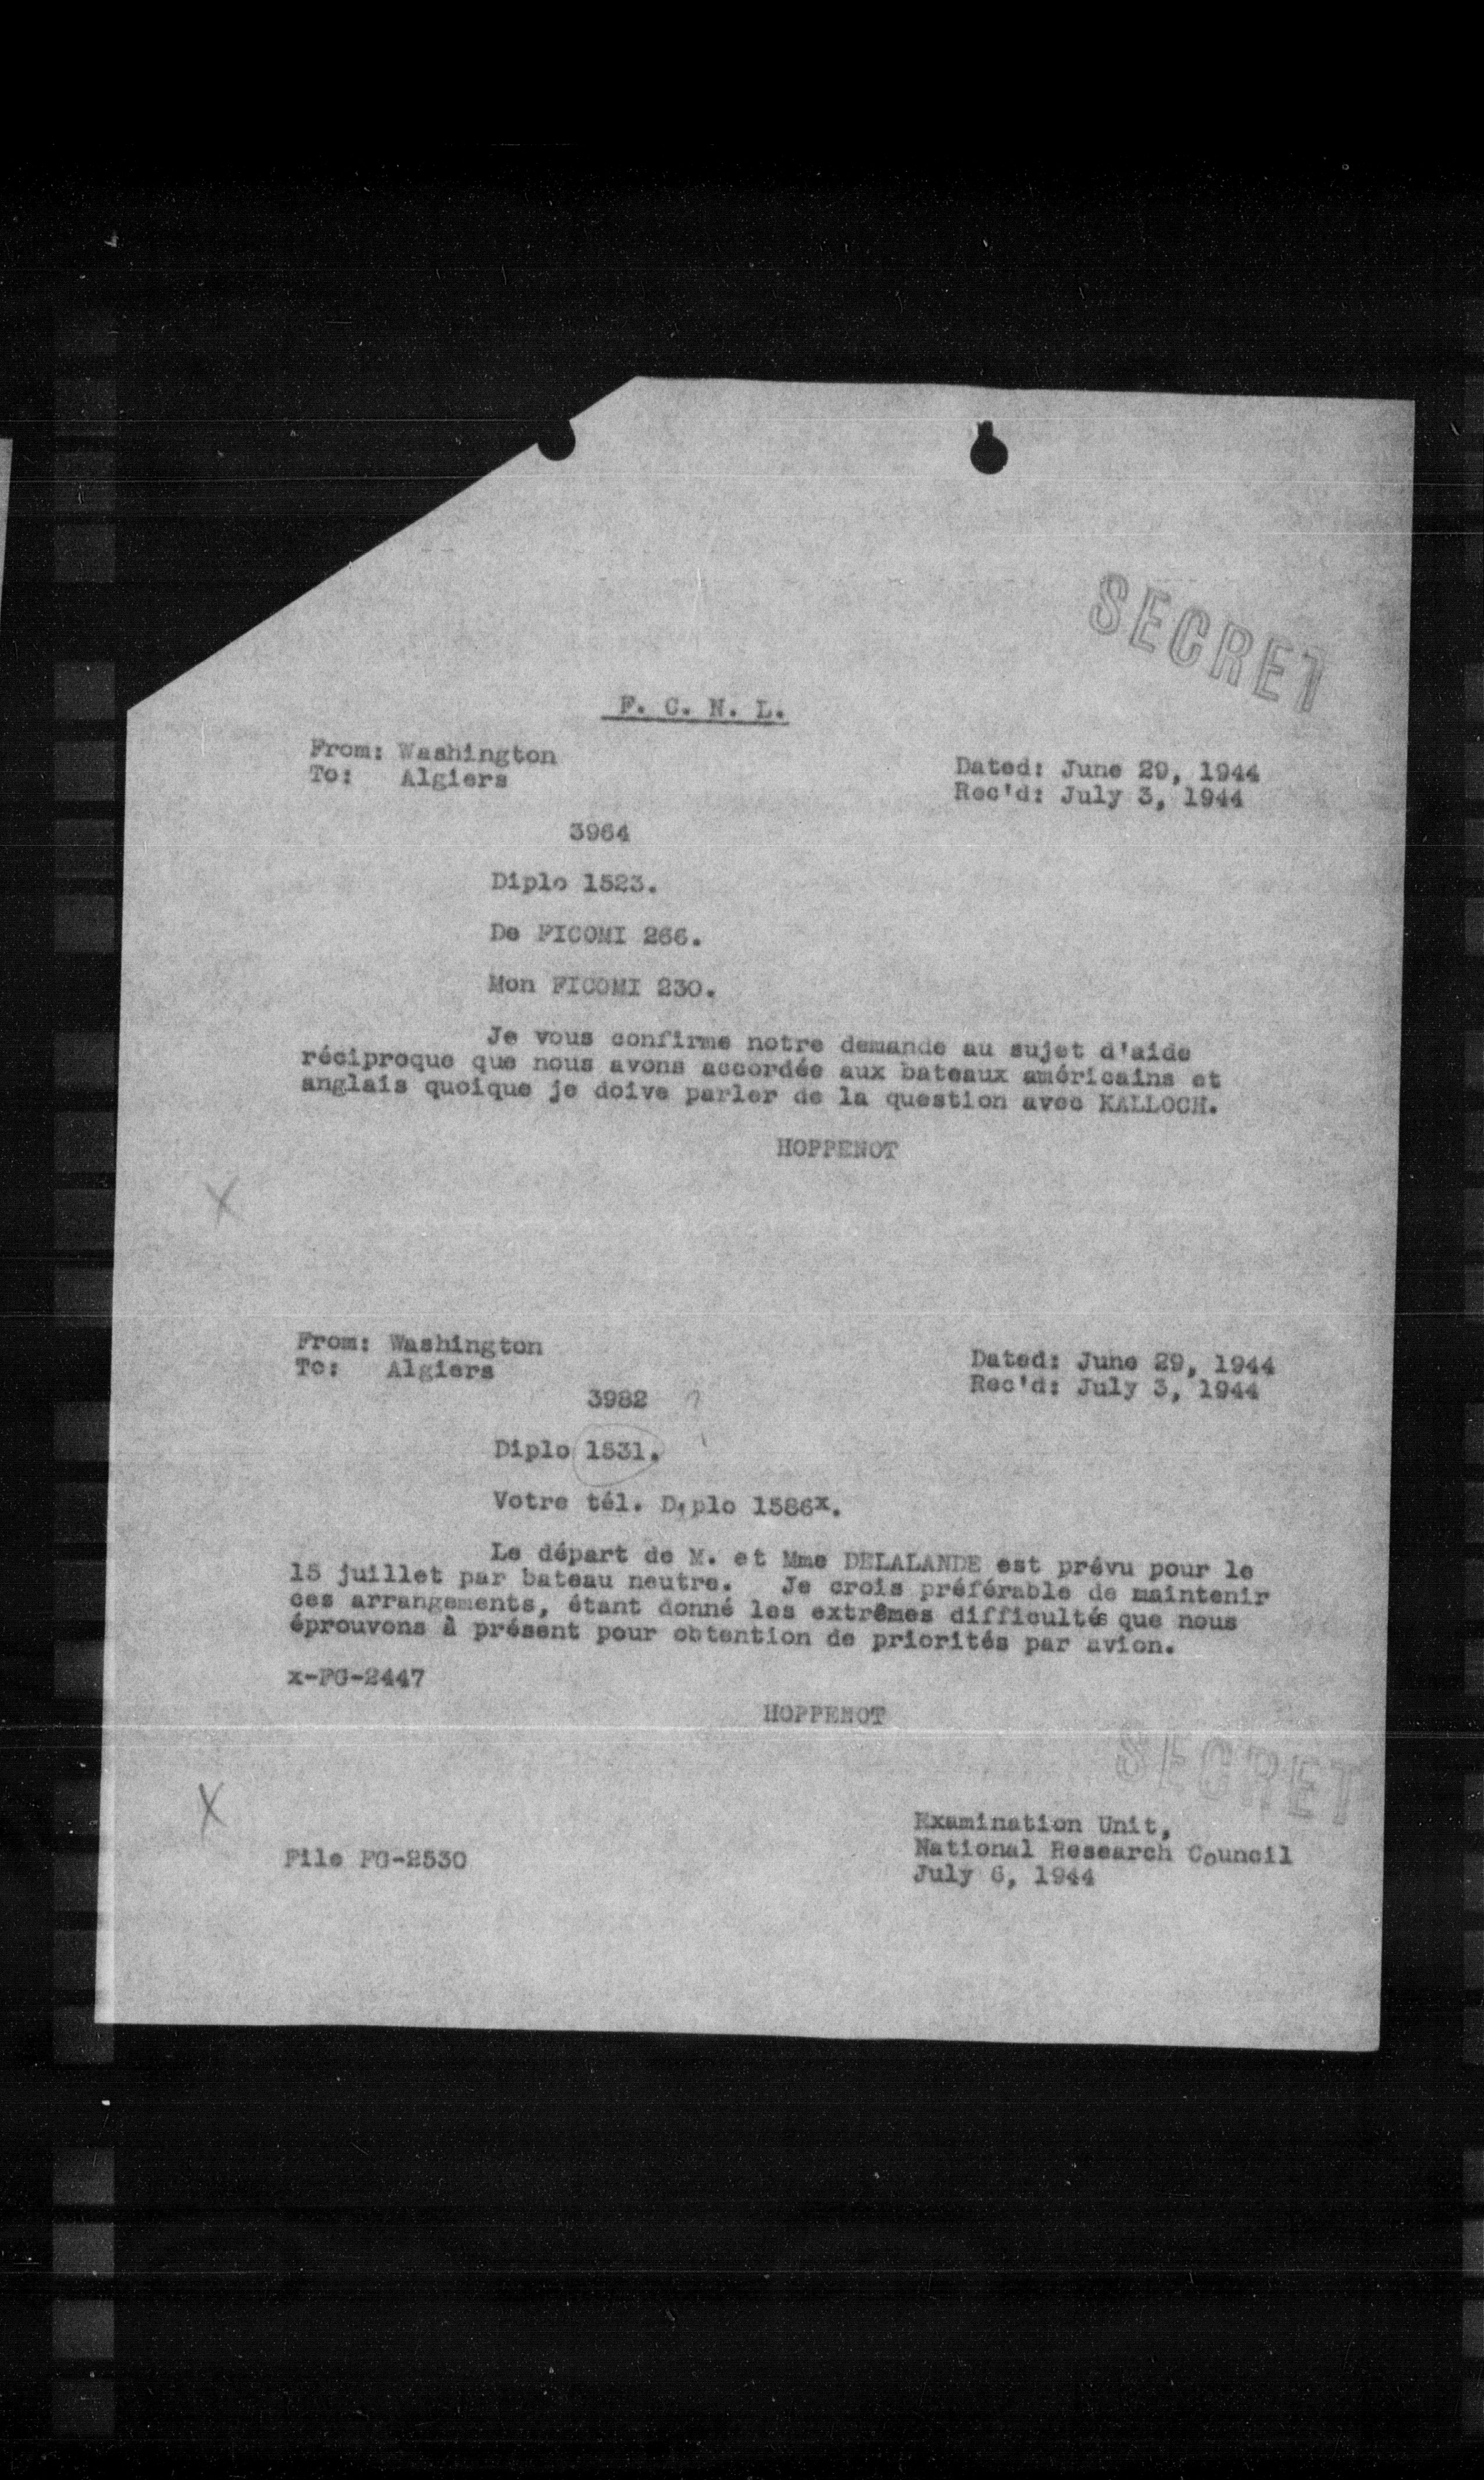 SECRET
F. C. N. L.
From: Washington
To: Algiers
Dated: June 29, 1944
Rec'd: July 3, 1944
3964
Diplo 1523.
De FICOMI 266.
Mon FICOMI 230.
Je vous confirme notre demande au sujet d'aide
réciproque que nous avons accordée aux bateaux américains et
anglais quoique je doive parler de la question avec KALLOCH.
HOPPENOT
X
From: Washington
To: Algiers
Dated: June 29, 1944
Rec'd: July 3, 1944
3982 ?
Diplo 1531.
Votre tél. Diplo 1586x.
Le départ de M. et Mme DELALANDE est prévu pour le
15 juillet par bateau neutre. Je crois préférable de maintenir
ces arrangements, étant donné les extrêmes difficultés que nous
éprouvons à présent pour obtention de priorités par avion.
x-FG-2447
HOPPENOT
SECRET
X
File FG-2530
Examination Unit,
National Research Council
July 6, 1944